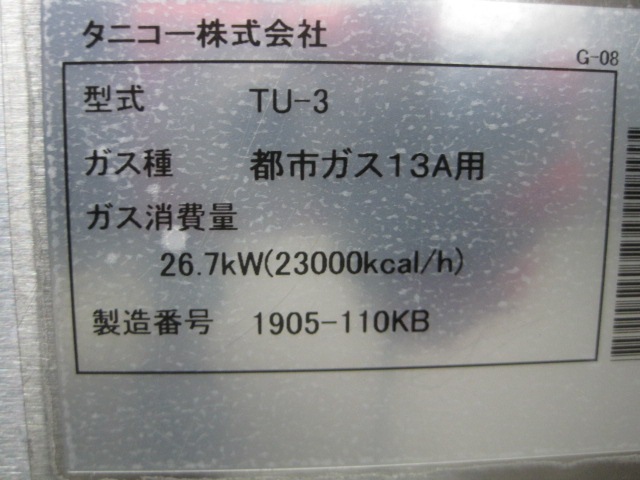 タニコー株式会社
G-08
型式 TU-3
ガス種 都市ガス13A用
ガス消費量
26.7kW(23000kcal/h)
製造番号 1905-110KB